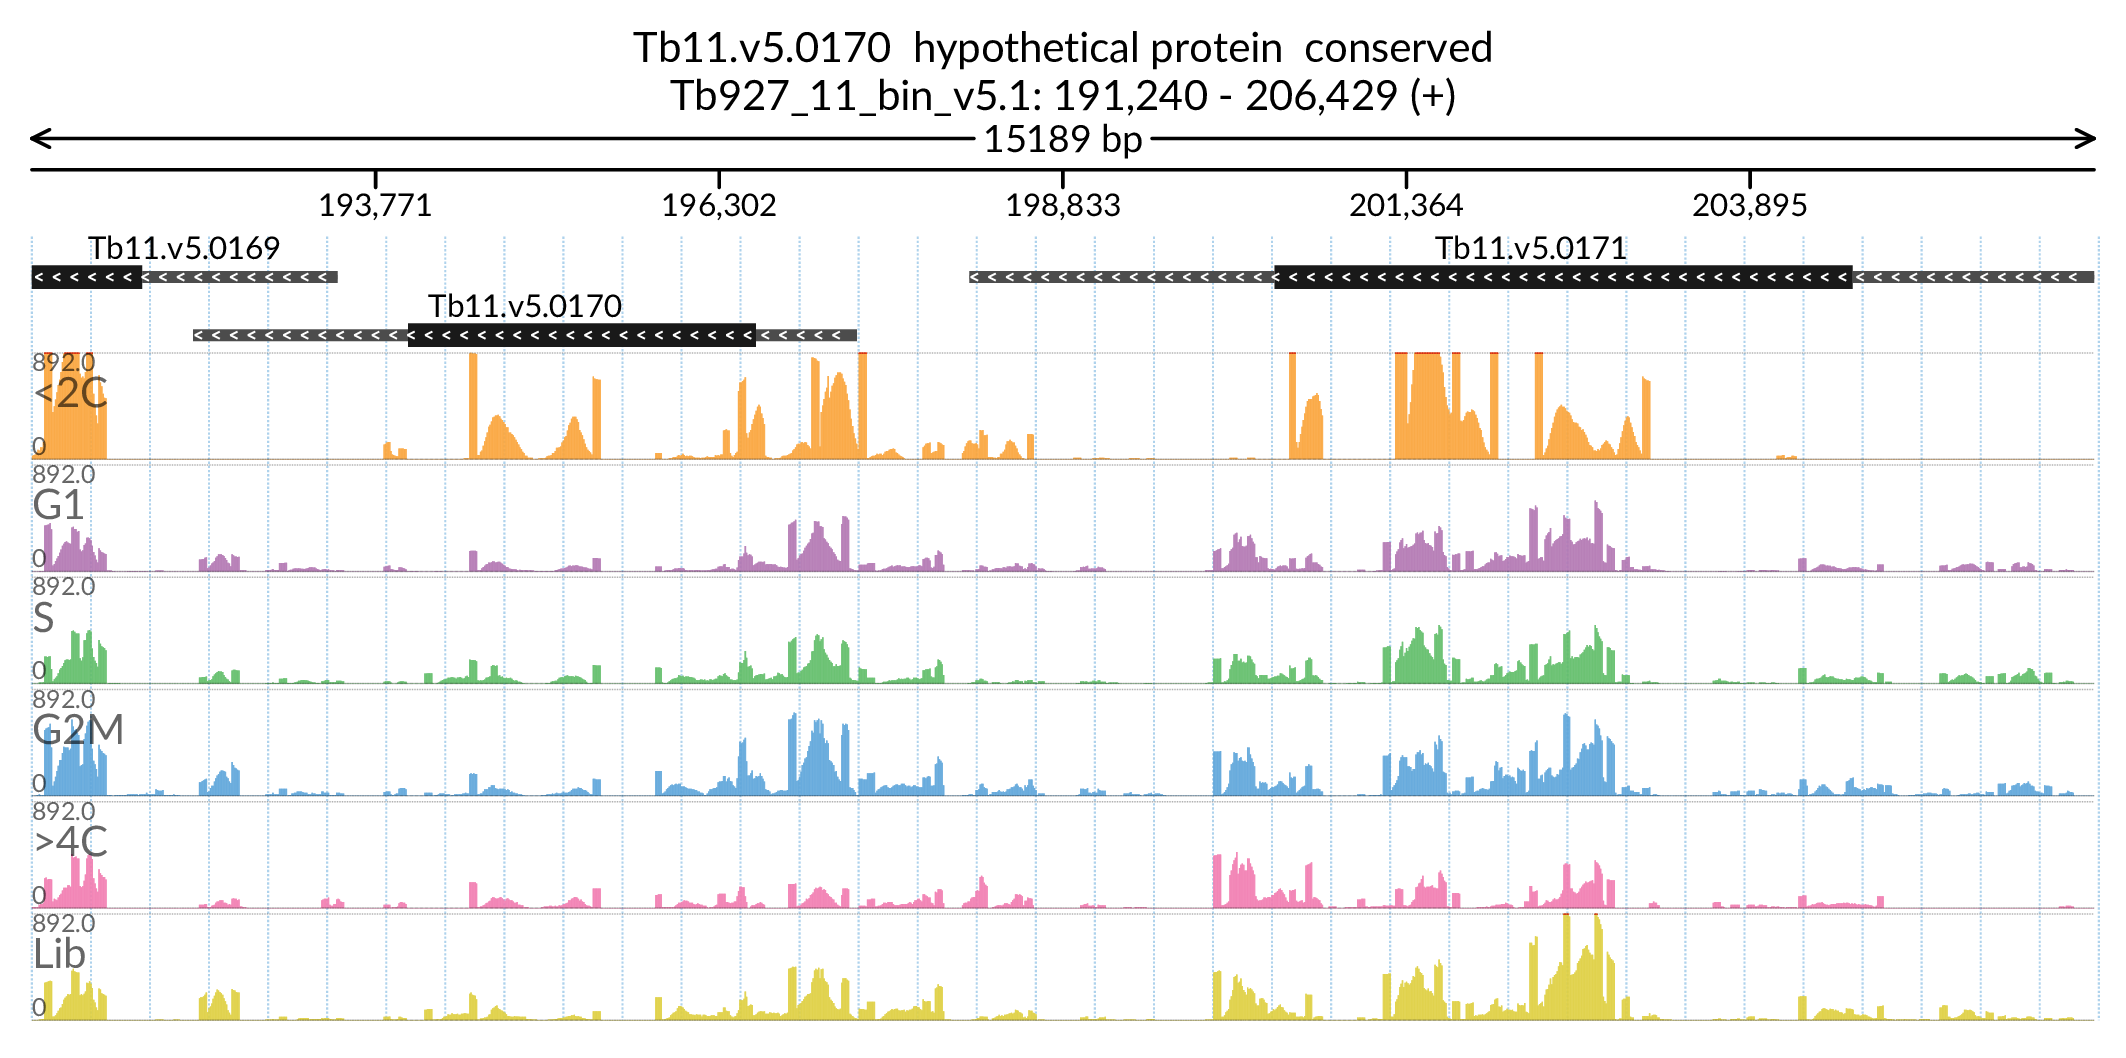 Tb11.v5.0170 hypothetical protein conserved
Tb927_11_bin_v5.1: 191,240 - 206,429 (+)
15189 bp
193,771 196,302 198,833 201,364 203,895
Tb11.v5.0169 Tb11.v5.0171
Tb11.v5.0170
892.0
<2C
0
892.0
G1
0
892.0
S
0
892.0
G2M
0
892.0
>4C
0
892.0
Lib
0